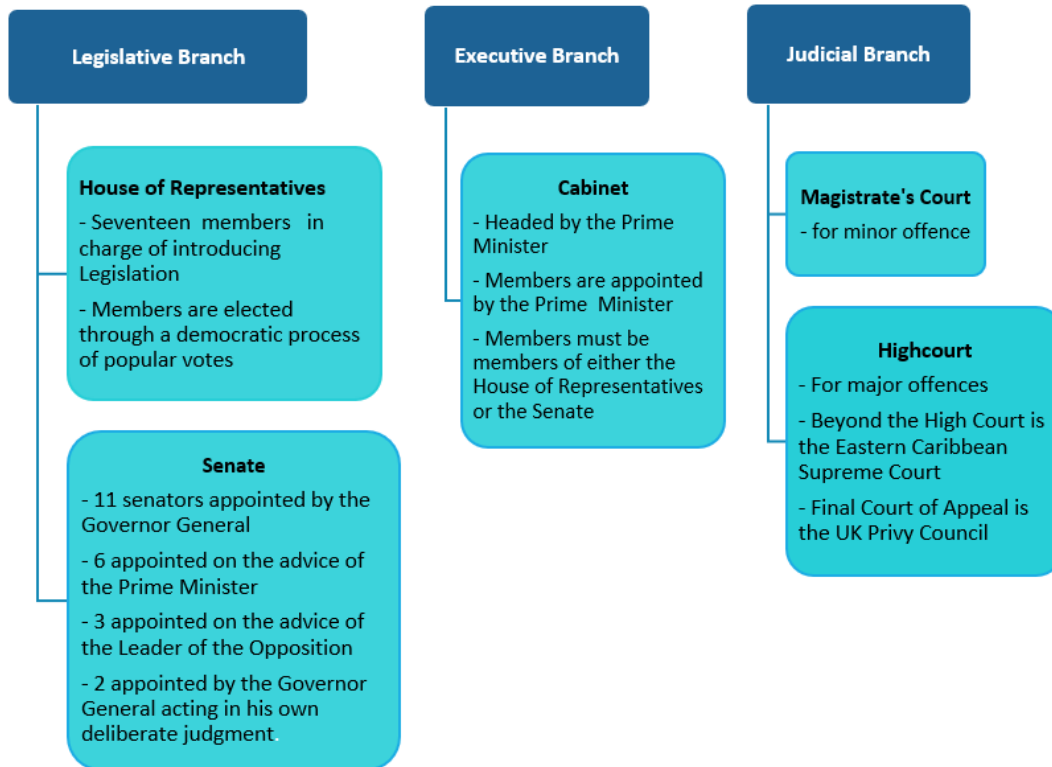 Legislative Branch
House of Representatives
- Seventeen members in
charge of introducing
Legislation
- Members are elected
through a democratic process
of popular votes
Senate
- 11 senators appointed by the
Governor General
- 6 appointed on the advice of
the Prime Minister
- 3 appointed on the advice of
the Leader of the Opposition
- 2 appointed by the Governor
General acting in his own
deliberate judgment.
Executive Branch
Cabinet
- Headed by the Prime
Minister
- Members are appointed
by the Prime Minister
- Members must be
members of either the
House of Representatives
or the Senate
Judicial Branch
Magistrate's Court
- for minor offence
Highcourt
- For major offences
- Beyond the High Court is
the Eastern Caribbean
Supreme Court
- Final Court of Appeal is
the UK Privy Council